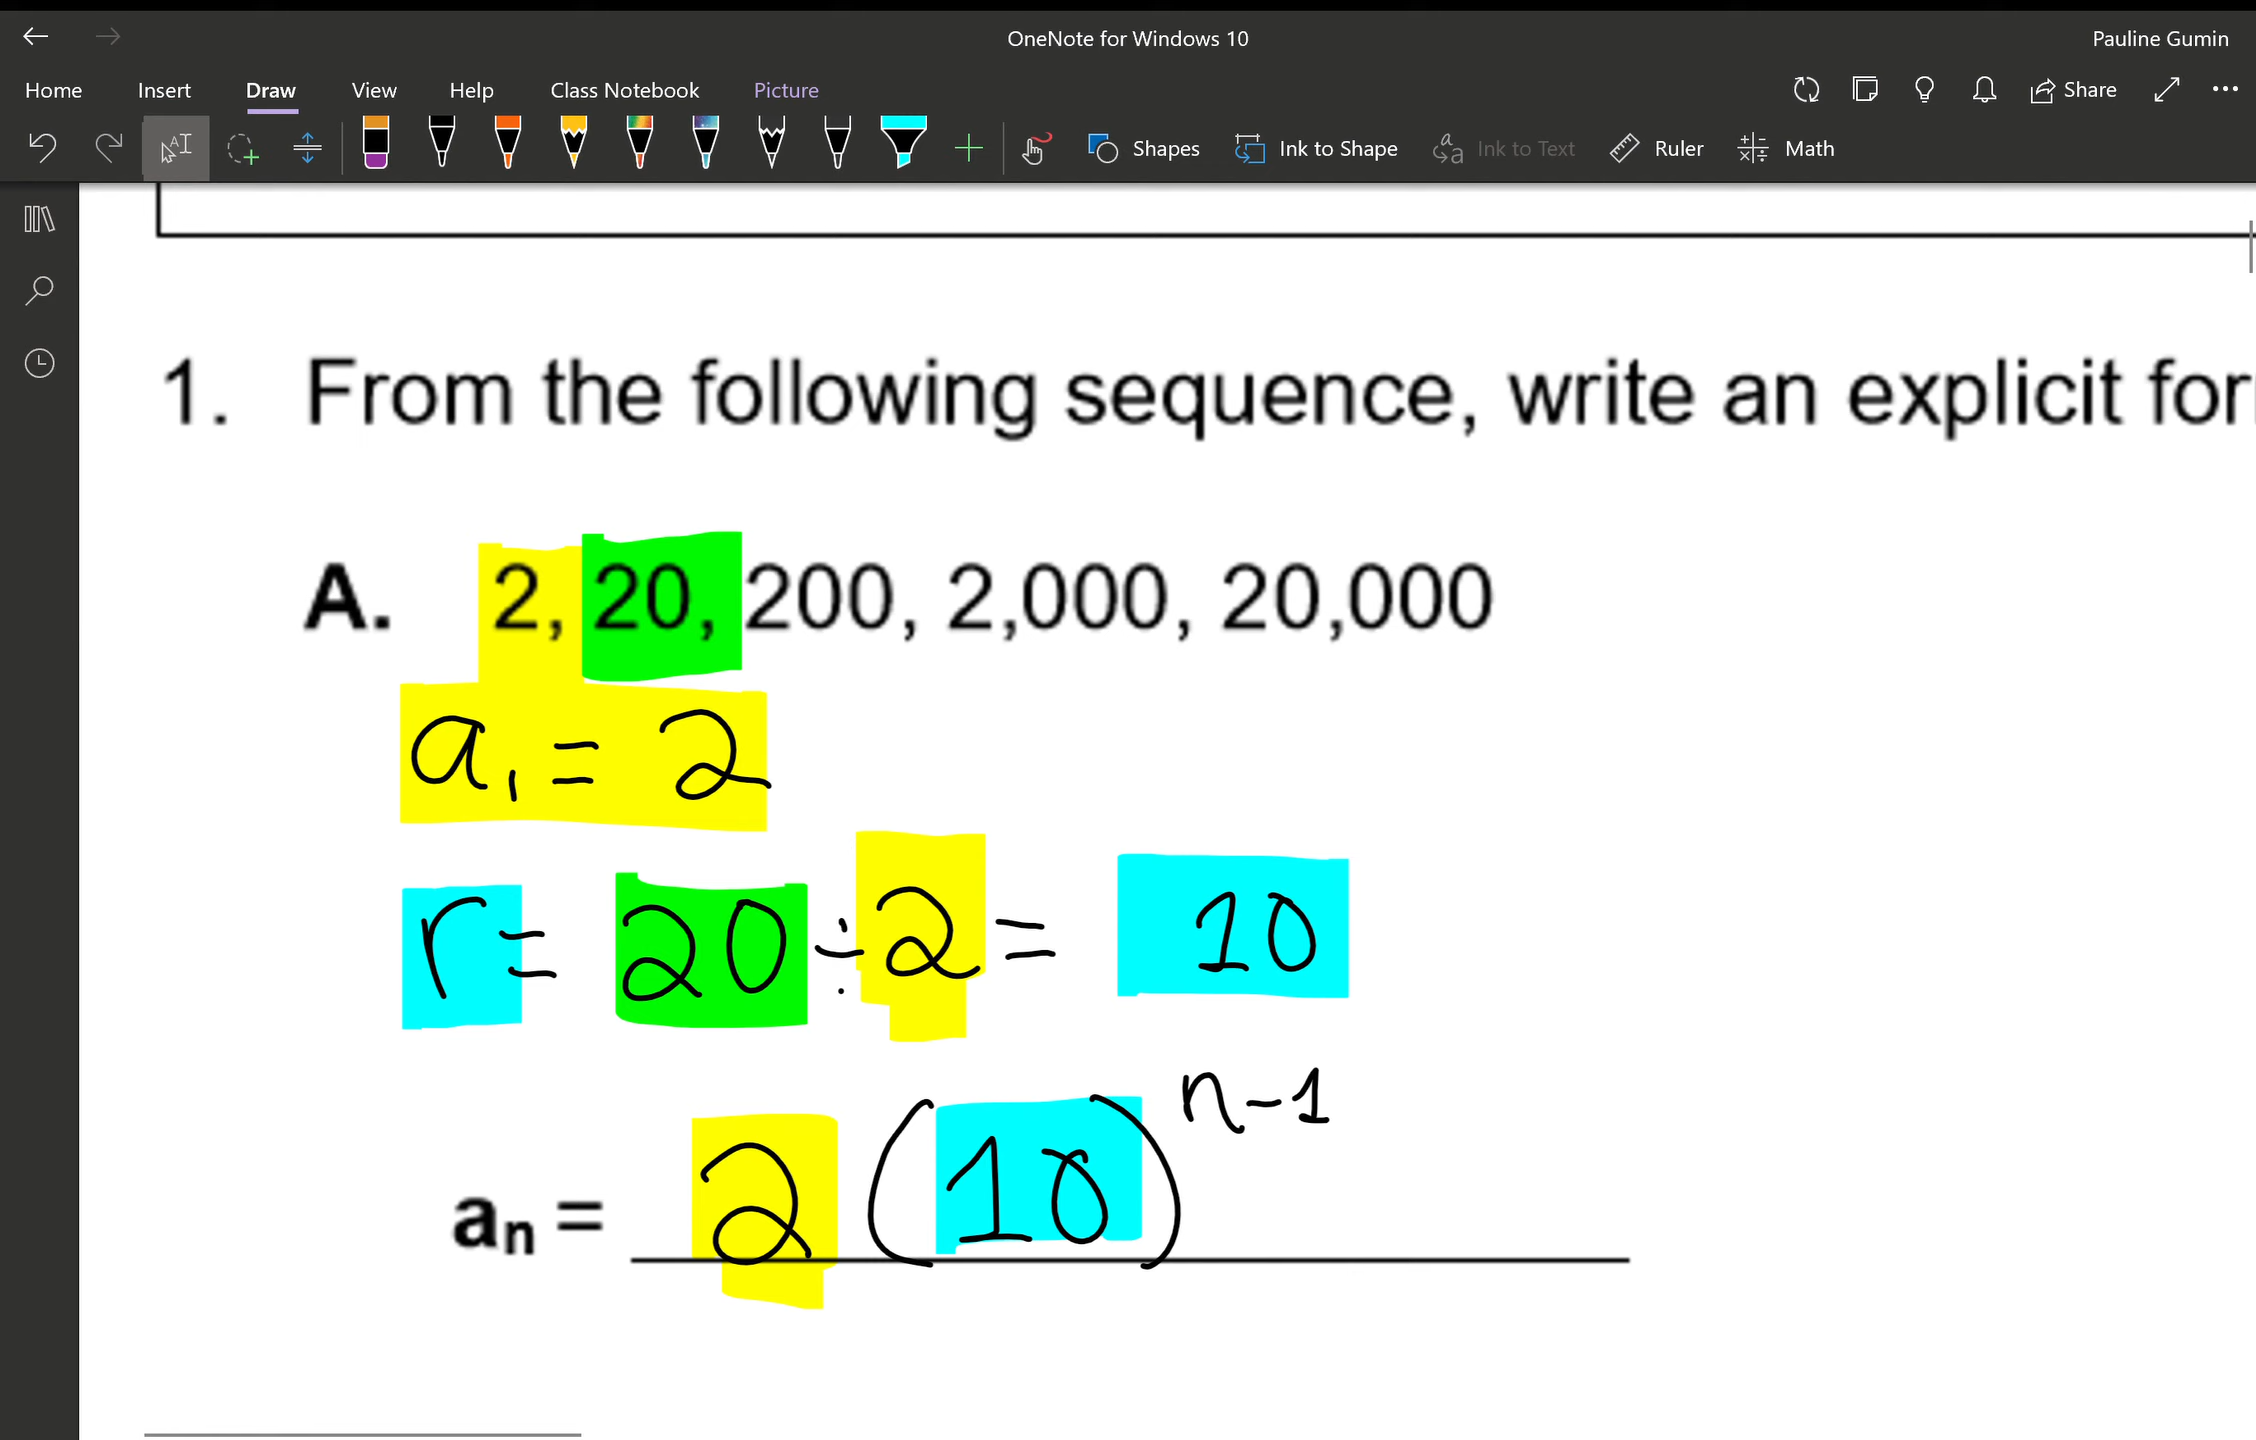 OneNote for Windows 10
Pauline Gumin
Home Insert Draw View Help Class Notebook Picture Share
Shapes Ink to Shape Ink to Text Ruler Math
1. From the following sequence, write an explicit for
A. 2, 20, 200, 2,000, 20,000
a₁ = 2
r = 20 ÷ 2 = 10
aₙ = 2 (10)ⁿ⁻¹